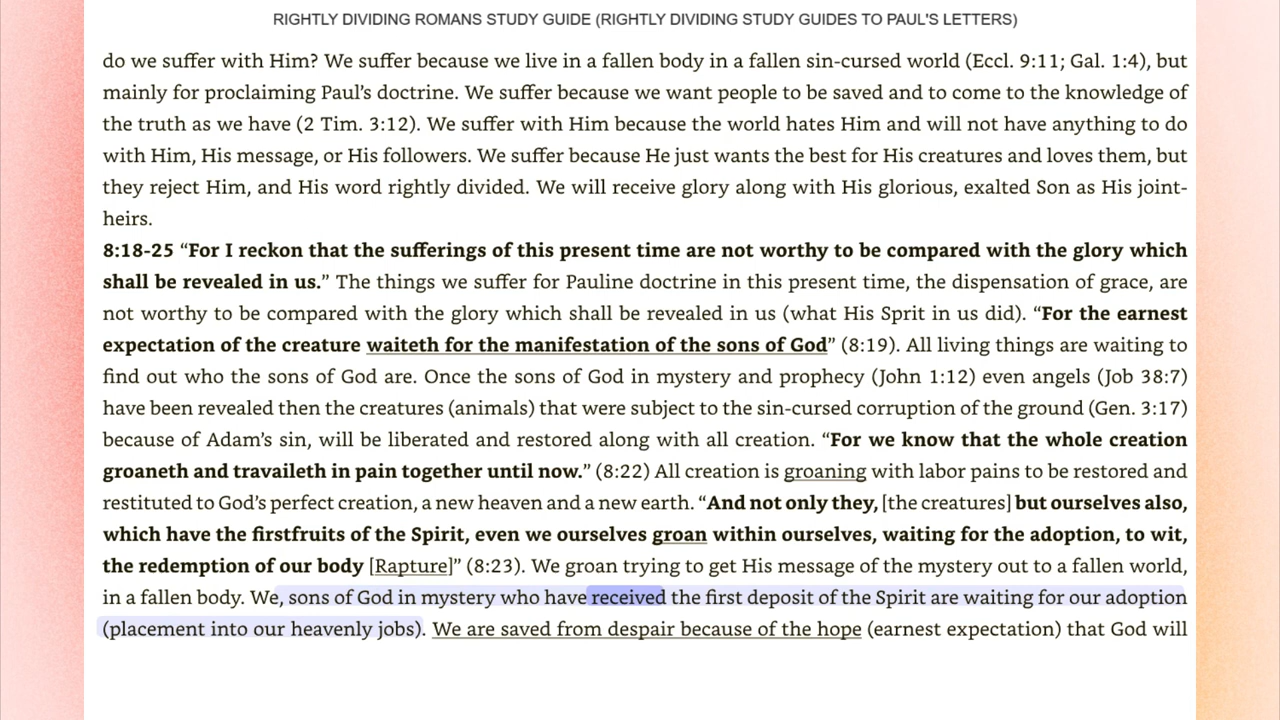 RIGHTLY DIVIDING ROMANS STUDY GUIDE (RIGHTLY DIVIDING STUDY GUIDES TO PAUL'S LETTERS)
do we suffer with Him? We suffer because we live in a fallen body in a fallen sin-cursed world (Eccl. 9:11; Gal. 1:4), but
mainly for proclaiming Paul’s doctrine. We suffer because we want people to be saved and to come to the knowledge of
the truth as we have (2 Tim. 3:12). We suffer with Him because the world hates Him and will not have anything to do
with Him, His message, or His followers. We suffer because He just wants the best for His creatures and loves them, but
they reject Him, and His word rightly divided. We will receive glory along with His glorious, exalted Son as His joint-
heirs.
8:18-25 “For I reckon that the sufferings of this present time are not worthy to be compared with the glory which
shall be revealed in us.” The things we suffer for Pauline doctrine in this present time, the dispensation of grace, are
not worthy to be compared with the glory which shall be revealed in us (what His Sprit in us did). “For the earnest
expectation of the creature waiteth for the manifestation of the sons of God” (8:19). All living things are waiting to
find out who the sons of God are. Once the sons of God in mystery and prophecy (John 1:12) even angels (Job 38:7)
have been revealed then the creatures (animals) that were subject to the sin-cursed corruption of the ground (Gen. 3:17)
because of Adam’s sin, will be liberated and restored along with all creation. “For we know that the whole creation
groaneth and travaileth in pain together until now.” (8:22) All creation is groaning with labor pains to be restored and
restituted to God’s perfect creation, a new heaven and a new earth. “And not only they, [the creatures] but ourselves also,
which have the firstfruits of the Spirit, even we ourselves groan within ourselves, waiting for the adoption, to wit,
the redemption of our body [Rapture]” (8:23). We groan trying to get His message of the mystery out to a fallen world,
in a fallen body. We, sons of God in mystery who have received the first deposit of the Spirit are waiting for our adoption
(placement into our heavenly jobs). We are saved from despair because of the hope (earnest expectation) that God will